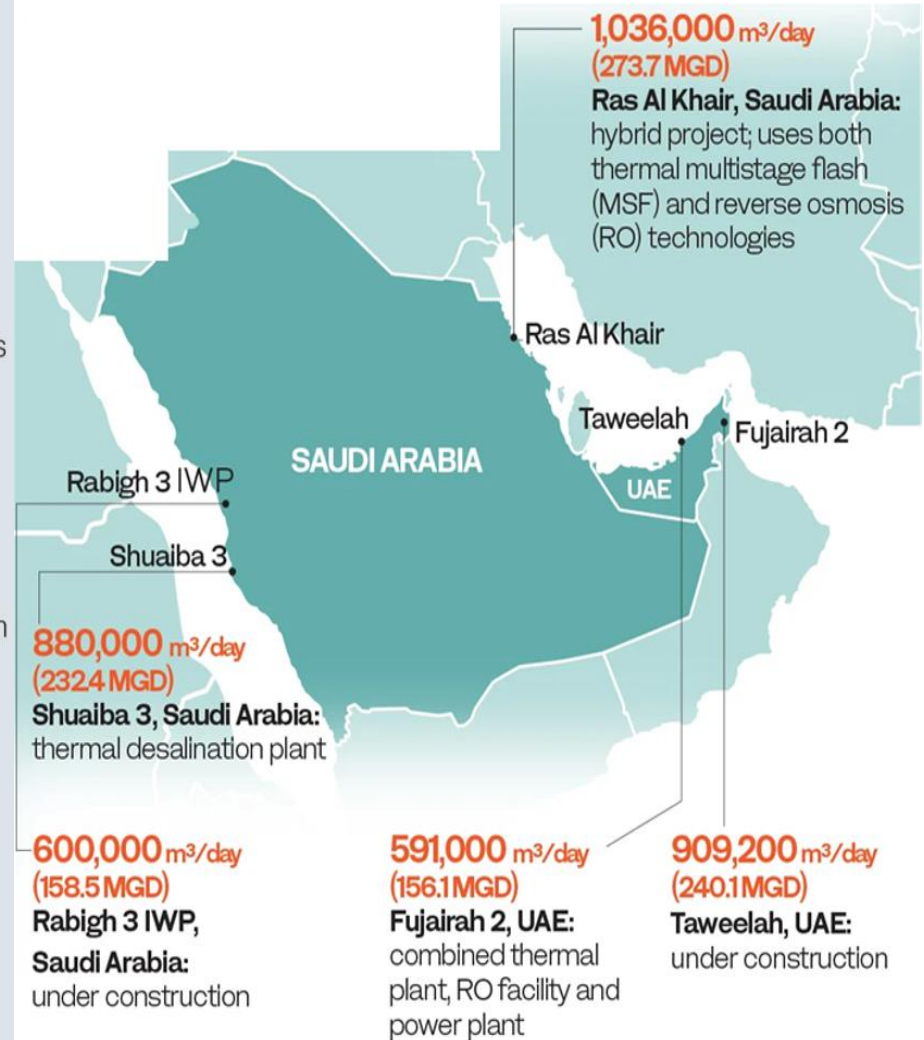 1,036,000 m³/day
(273.7 MGD)
Ras Al Khair, Saudi Arabia:
hybrid project; uses both
thermal multistage flash
(MSF) and reverse osmosis
(RO) technologies
Ras Al Khair
Taweelah
Fujairah 2
SAUDI ARABIA
UAE
Rabigh 3 IWP
Shuaiba 3
880,000 m³/day
(232.4 MGD)
Shuaiba 3, Saudi Arabia:
thermal desalination plant
600,000 m³/day
(158.5 MGD)
Rabigh 3 IWP,
Saudi Arabia:
under construction
591,000 m³/day
(156.1 MGD)
Fujairah 2, UAE:
combined thermal
plant, RO facility and
power plant
909,200 m³/day
(240.1 MGD)
Taweelah, UAE:
under construction